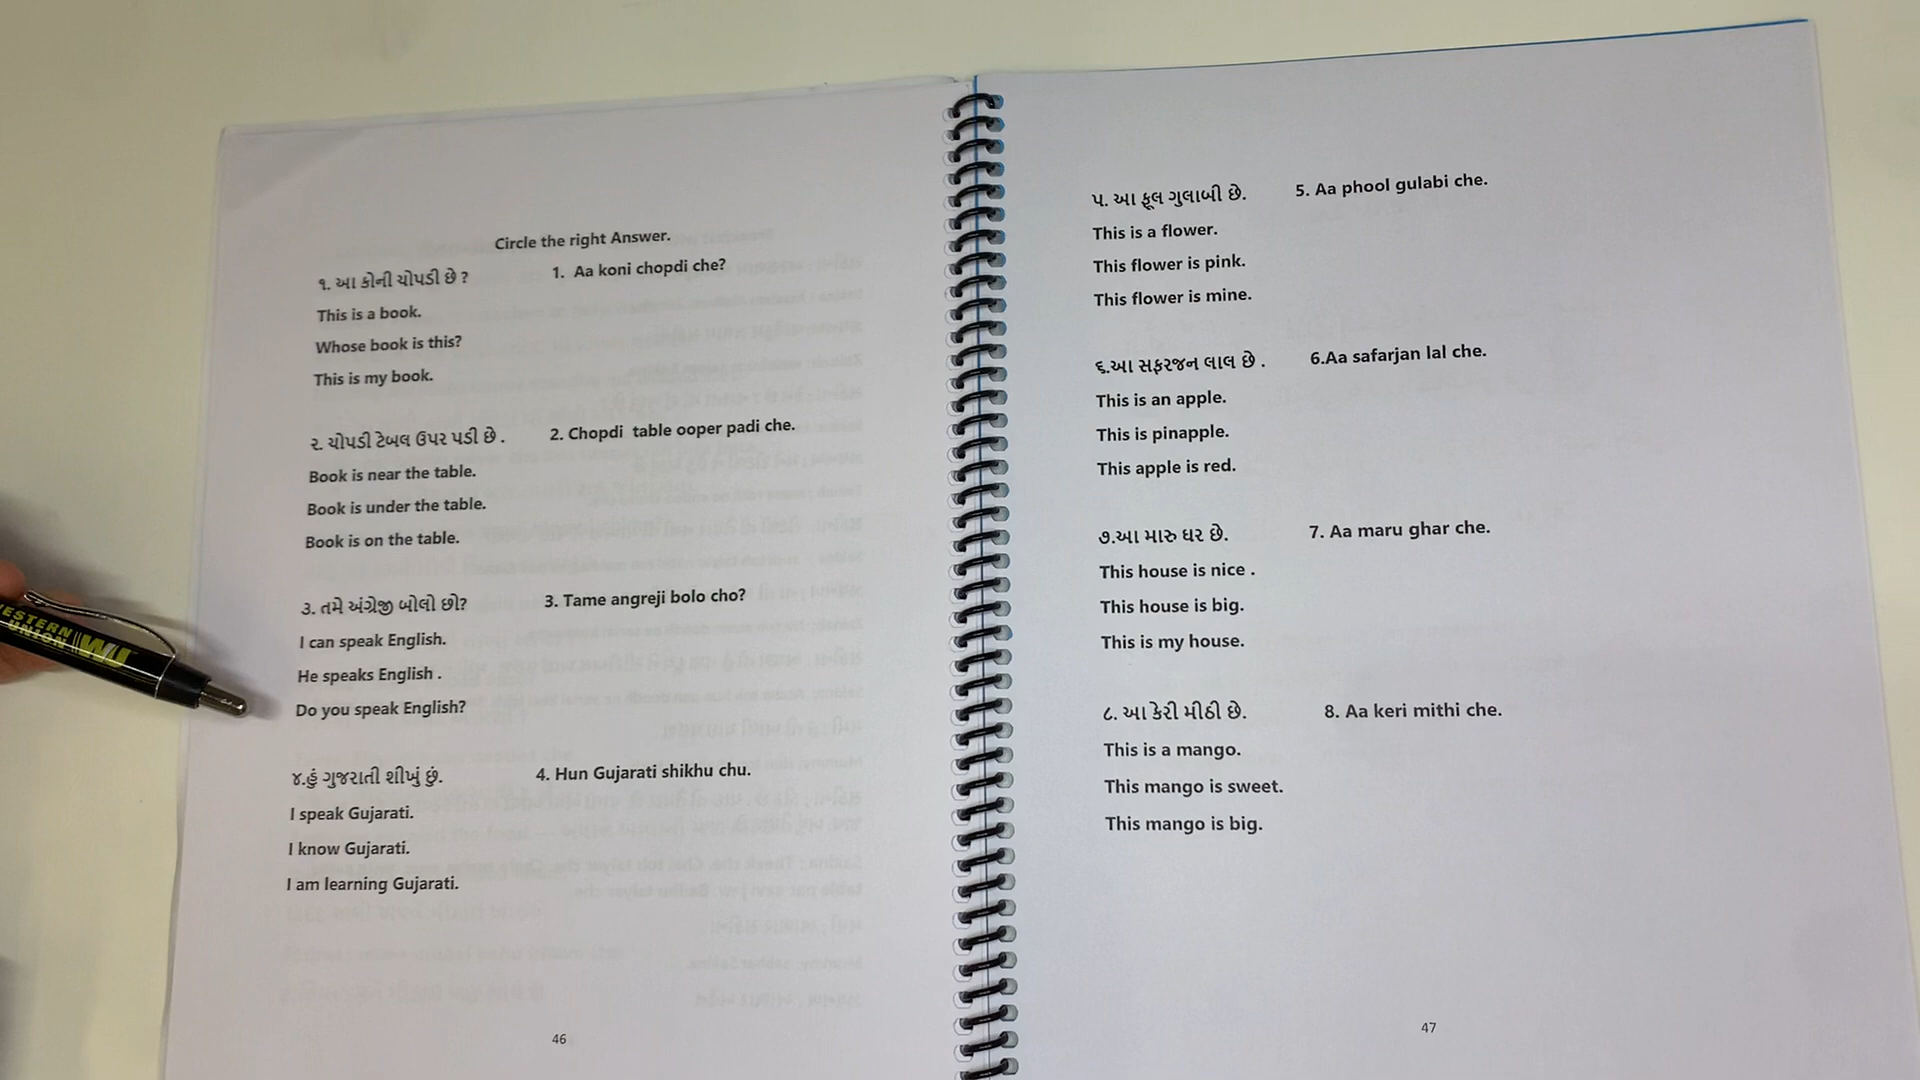 Circle the right Answer.
૧. આ કોની ચોપડી છે ? 1. Aa koni chopdi che?
This is a book.
Whose book is this?
This is my book.
૨. ચોપડી ટેબલ ઉપર પડી છે . 2. Chopdi table ooper padi che.
Book is near the table.
Book is under the table.
Book is on the table.
૩. તમે અંગ્રેજી બોલો છો? 3. Tame angreji bolo cho?
I can speak English.
He speaks English .
Do you speak English?
૪.હું ગુજરાતી શીખું છું. 4. Hun Gujarati shikhu chu.
I speak Gujarati.
I know Gujarati.
I am learning Gujarati.
46
૫. આ ફૂલ ગુલાબી છે. 5. Aa phool gulabi che.
This is a flower.
This flower is pink.
This flower is mine.
૬.આ સફરજન લાલ છે . 6.Aa safarjan lal che.
This is an apple.
This is pinapple.
This apple is red.
૭.આ મારુ ઘર છે. 7. Aa maru ghar che.
This house is nice .
This house is big.
This is my house.
૮. આ કેરી મીઠી છે. 8. Aa keri mithi che.
This is a mango.
This mango is sweet.
This mango is big.
47
WESTERN
UNION WU